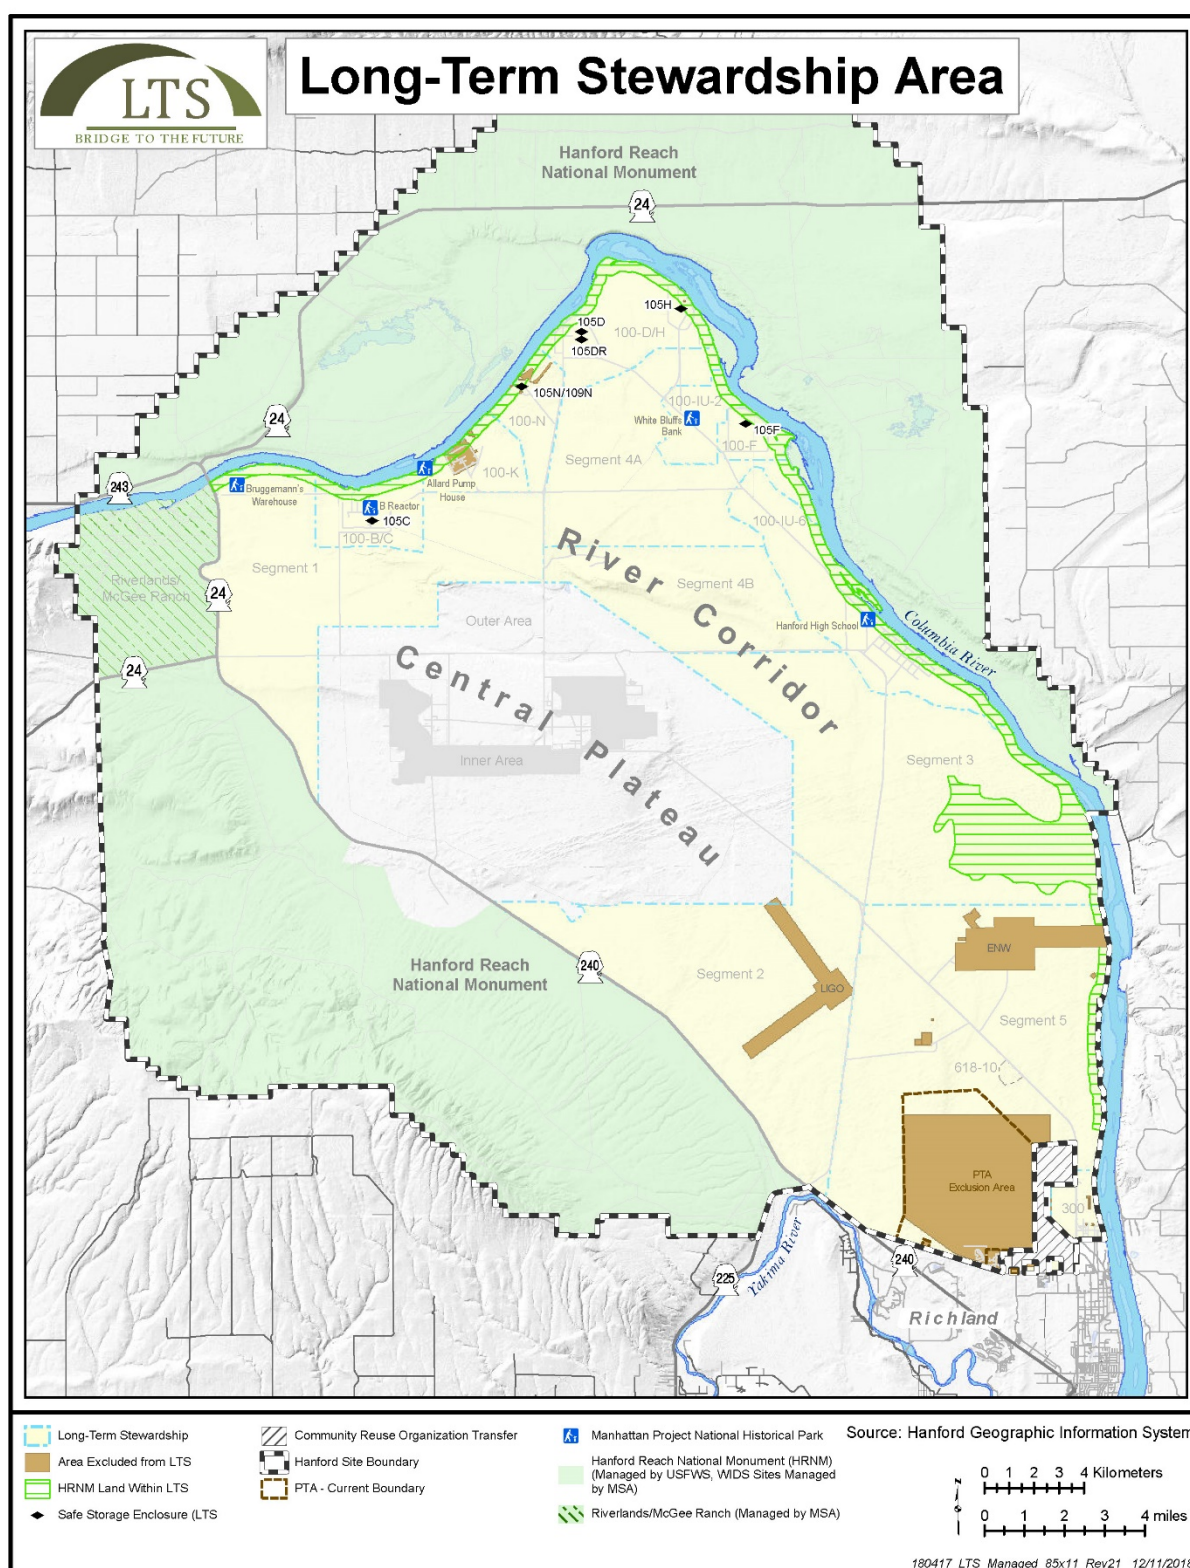 LTS
BRIDGE TO THE FUTURE
Long-Term Stewardship Area
Hanford Reach
National Monument
24
105H
105D
100-D/H
105DR
105N/109N
100-IU-2
24
White Bluffs
Bank
105F
100-N
100-F
Segment 4A
243
Bruggemann's
Warehouse
100-K
Allard Pump
House
B Reactor
105C
100-IU-6
100-B/C
River Corridor
Segment 1
Riverlands/
McGee Ranch
24
Segment 4B
Outer Area
Hanford High School
Columbia River
24
Central Plateau
Inner Area
Segment 3
ENW
Hanford Reach
National Monument
240
Segment 2
LIGO
Segment 5
618-10
PTA
Exclusion Area
300
Yakima River
225
240
Richland
Long-Term Stewardship
Area Excluded from LTS
HRNM Land Within LTS
Safe Storage Enclosure (LTS
Community Reuse Organization Transfer
Hanford Site Boundary
PTA - Current Boundary
Manhattan Project National Historical Park
Hanford Reach National Monument (HRNM)
(Managed by USFWS, WIDS Sites Managed
by MSA)
Riverlands/McGee Ranch (Managed by MSA)
Source: Hanford Geographic Information System
N
0 1 2 3 4 Kilometers
0 1 2 3 4 miles
180417_LTS_Managed_85x11_Rev21_12/11/2018